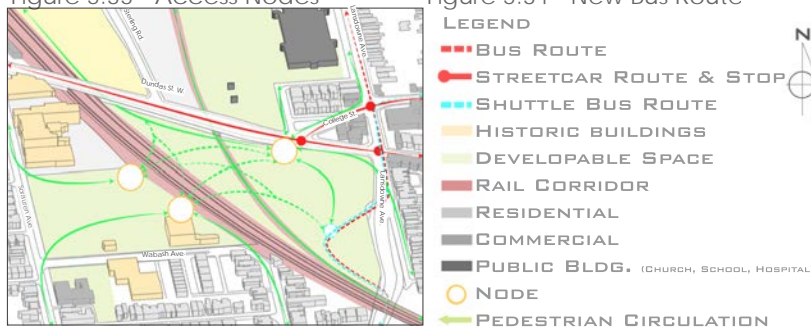 Figure 5.33 - Access Nodes
Figure 5.34 - New Bus Route
Sterling Rd.
Lansdowne Ave.
Dundas St. W.
College St.
Sorauren Ave.
Lansdowne Ave.
Wabash Ave.
LEGEND
BUS ROUTE
STREETCAR ROUTE & STOP
SHUTTLE BUS ROUTE
HISTORIC BUILDINGS
DEVELOPABLE SPACE
RAIL CORRIDOR
RESIDENTIAL
COMMERCIAL
PUBLIC BLDG. (CHURCH, SCHOOL, HOSPITAL
NODE
PEDESTRIAN CIRCULATION
N